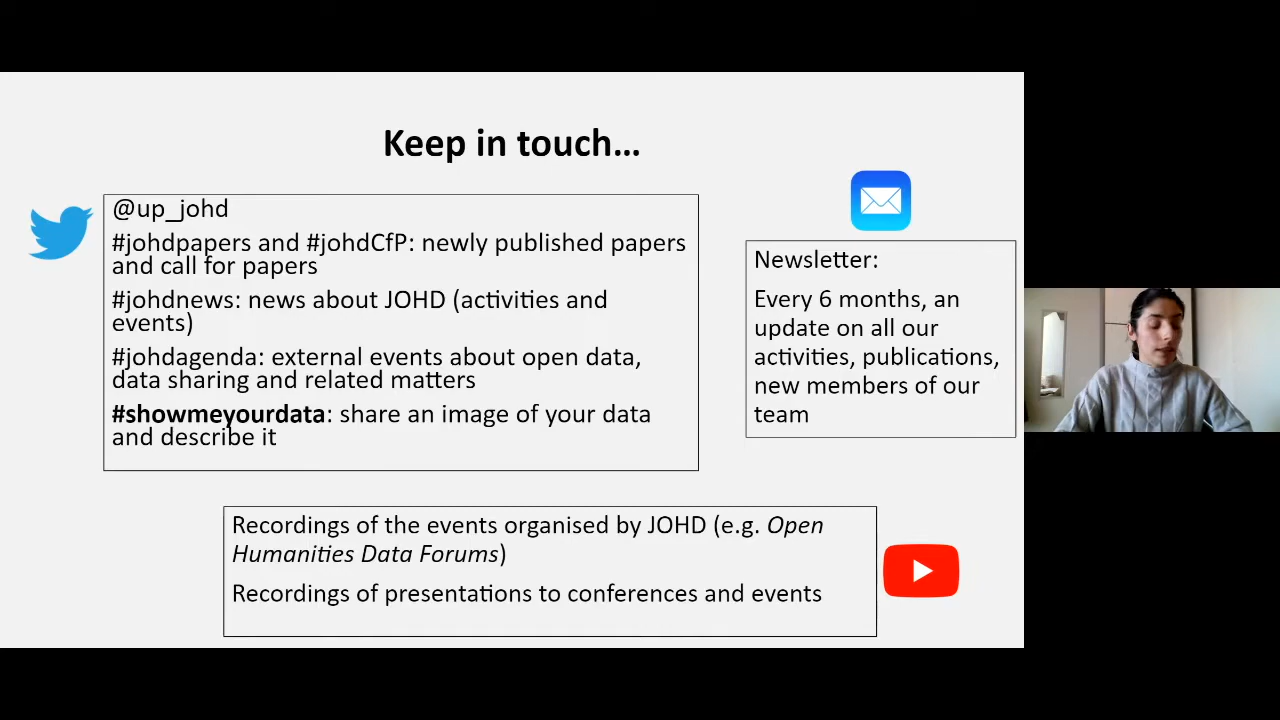 Keep in touch...
@up_johd
#johdpapers and #johdCfP: newly published papers
and call for papers
#johdnews: news about JOHD (activities and
events)
#johdagenda: external events about open data,
data sharing and related matters
#showmeyourdata: share an image of your data
and describe it
Newsletter:
Every 6 months, an
update on all our
activities, publications,
new members of our
team
Recordings of the events organised by JOHD (e.g. Open
Humanities Data Forums)
Recordings of presentations to conferences and events